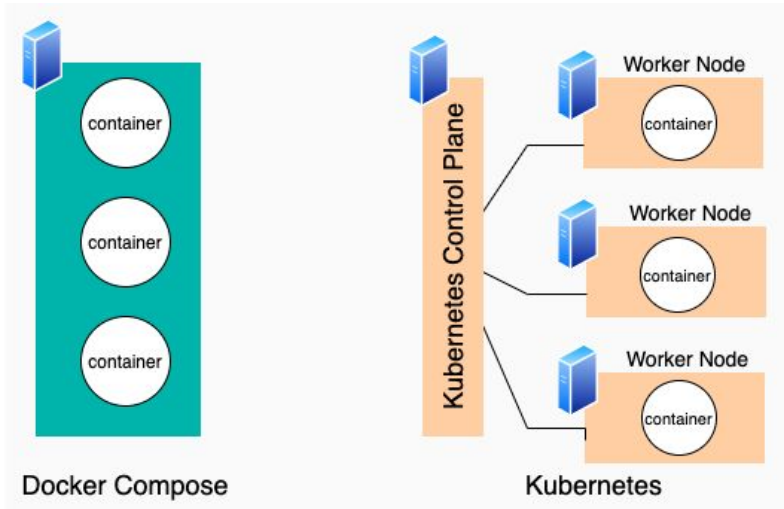 container
container
container
Docker Compose
Kubernetes Control Plane
Worker Node
container
Worker Node
container
Worker Node
container
Kubernetes